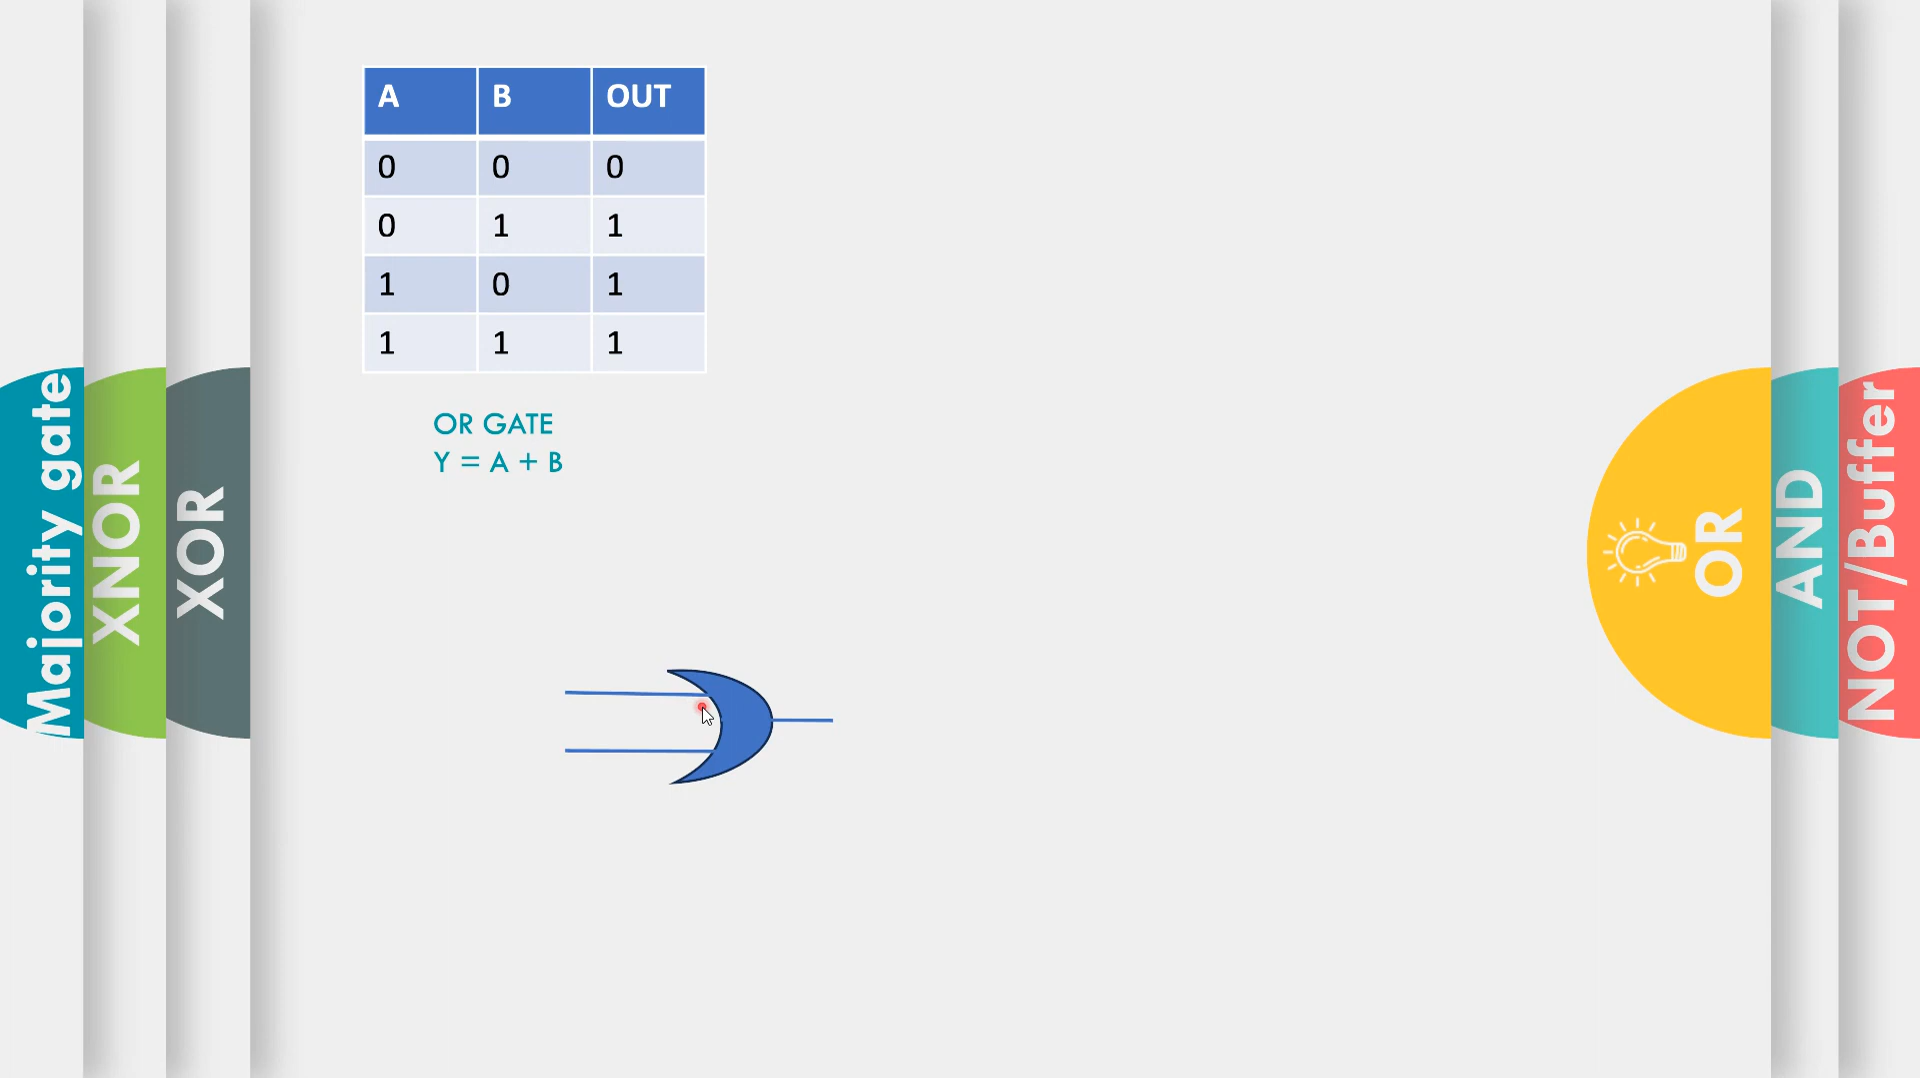 A B OUT
0 0 0
0 1 1
1 0 1
1 1 1
OR GATE
Y = A + B
Majority gate
XNOR
XOR
OR
AND
NOT/Buffer